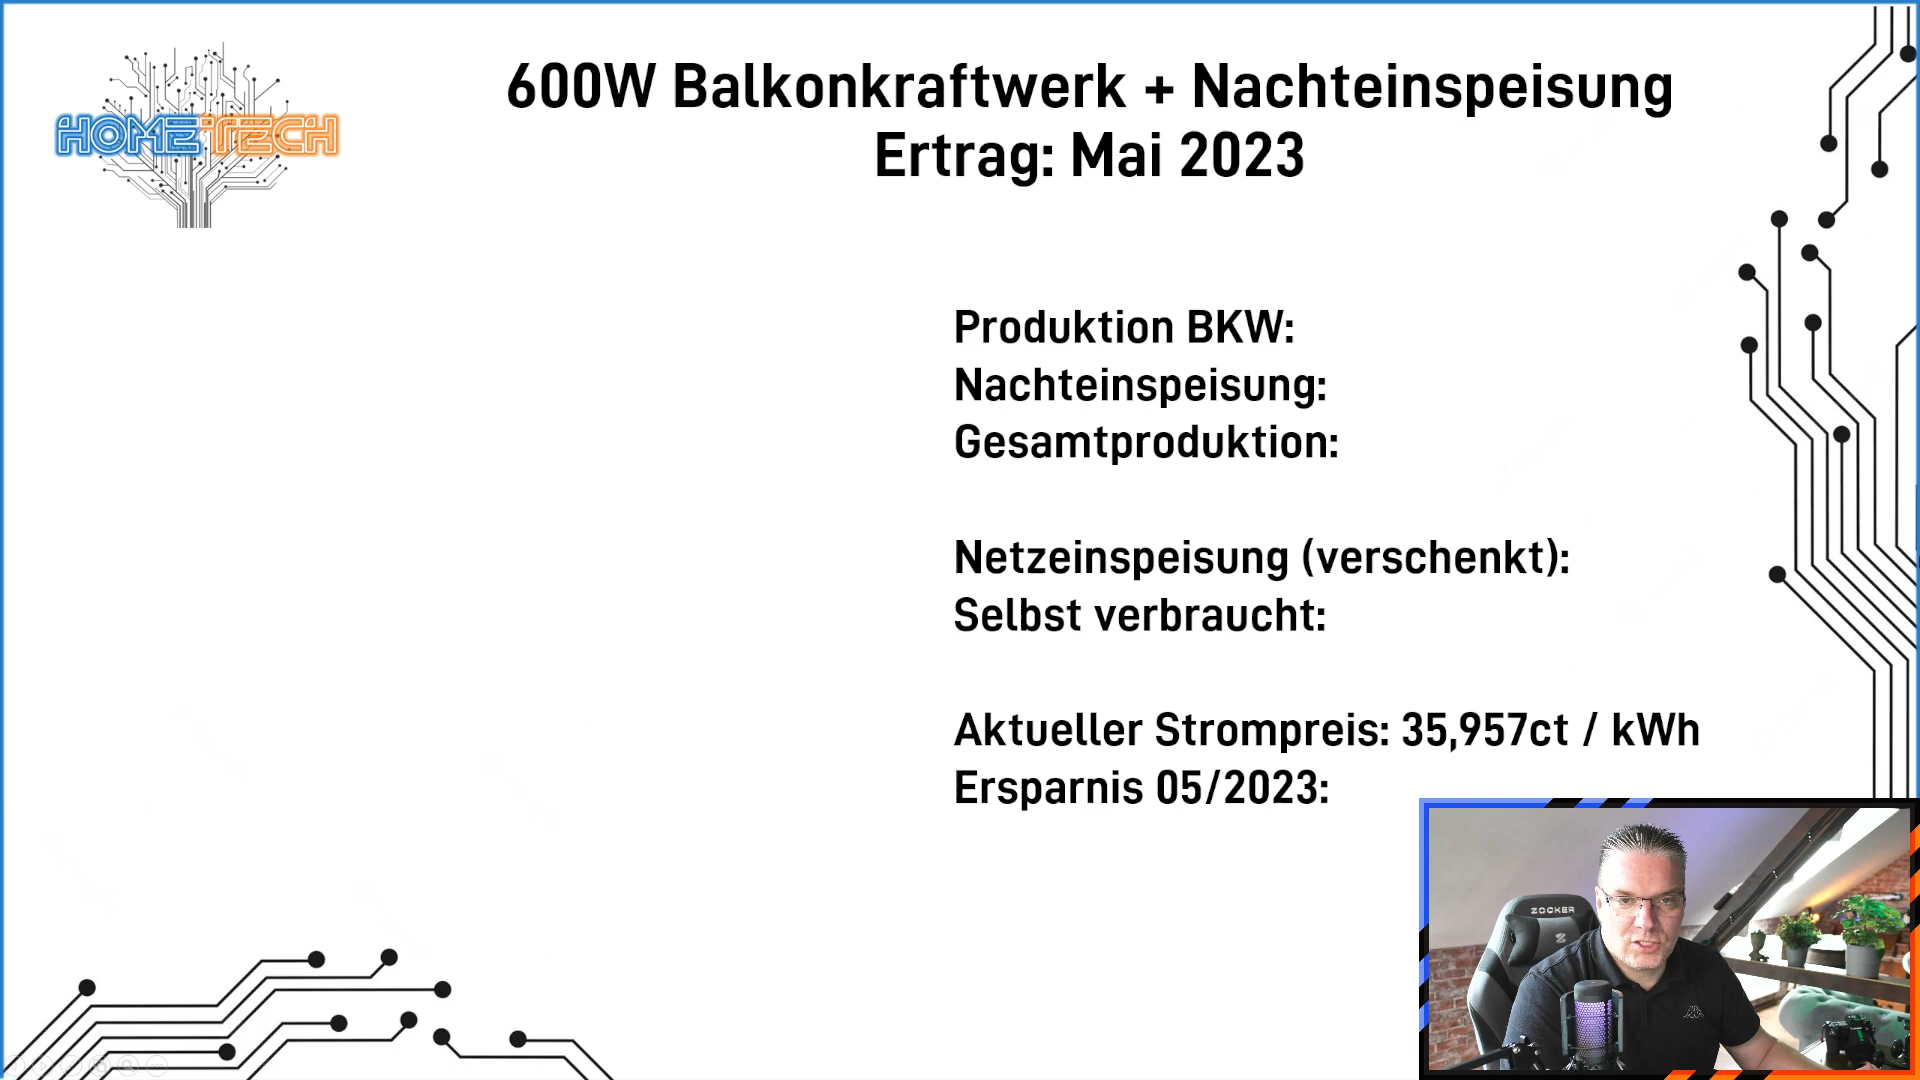 HOMETECH
600W Balkonkraftwerk + Nachteinspeisung
Ertrag: Mai 2023
Produktion BKW:
Nachteinspeisung:
Gesamtproduktion:
Netzeinspeisung (verschenkt):
Selbst verbraucht:
Aktueller Strompreis: 35,957ct / kWh
Ersparnis 05/2023:
ZOCKER